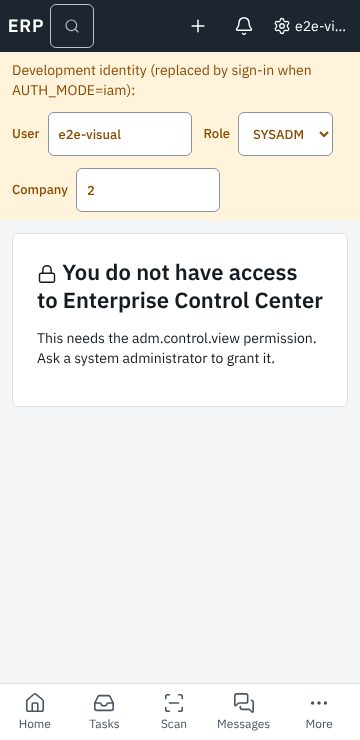 ERP
e2e-vi...
Development identity (replaced by sign-in when
AUTH_MODE=iam):
User e2e-visual Role SYSADM
Company 2
You do not have access
to Enterprise Control Center
This needs the adm.control.view permission.
Ask a system administrator to grant it.
Home Tasks Scan Messages More